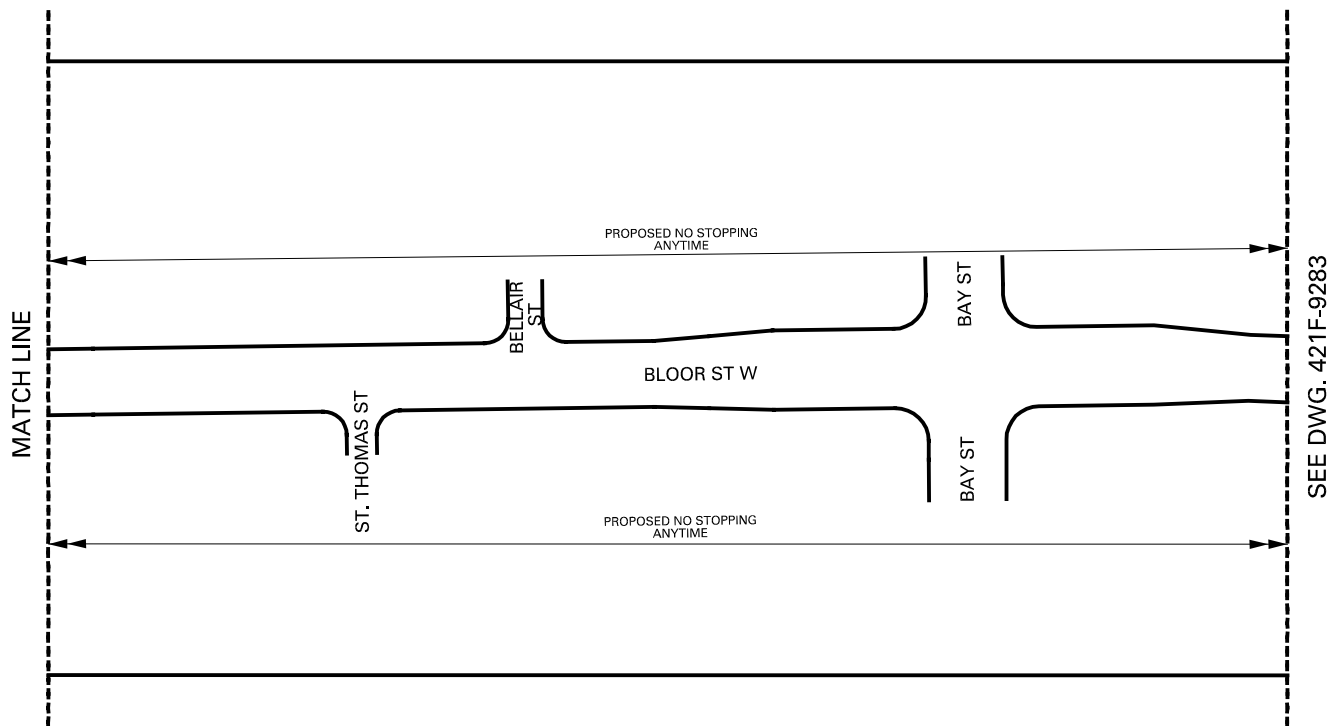 PROPOSED NO STOPPING
ANYTIME
MATCH LINE
BELLAIR
ST
BAY ST
SEE DWG. 421F-9283
BLOOR ST W
ST. THOMAS ST
BAY ST
PROPOSED NO STOPPING
ANYTIME